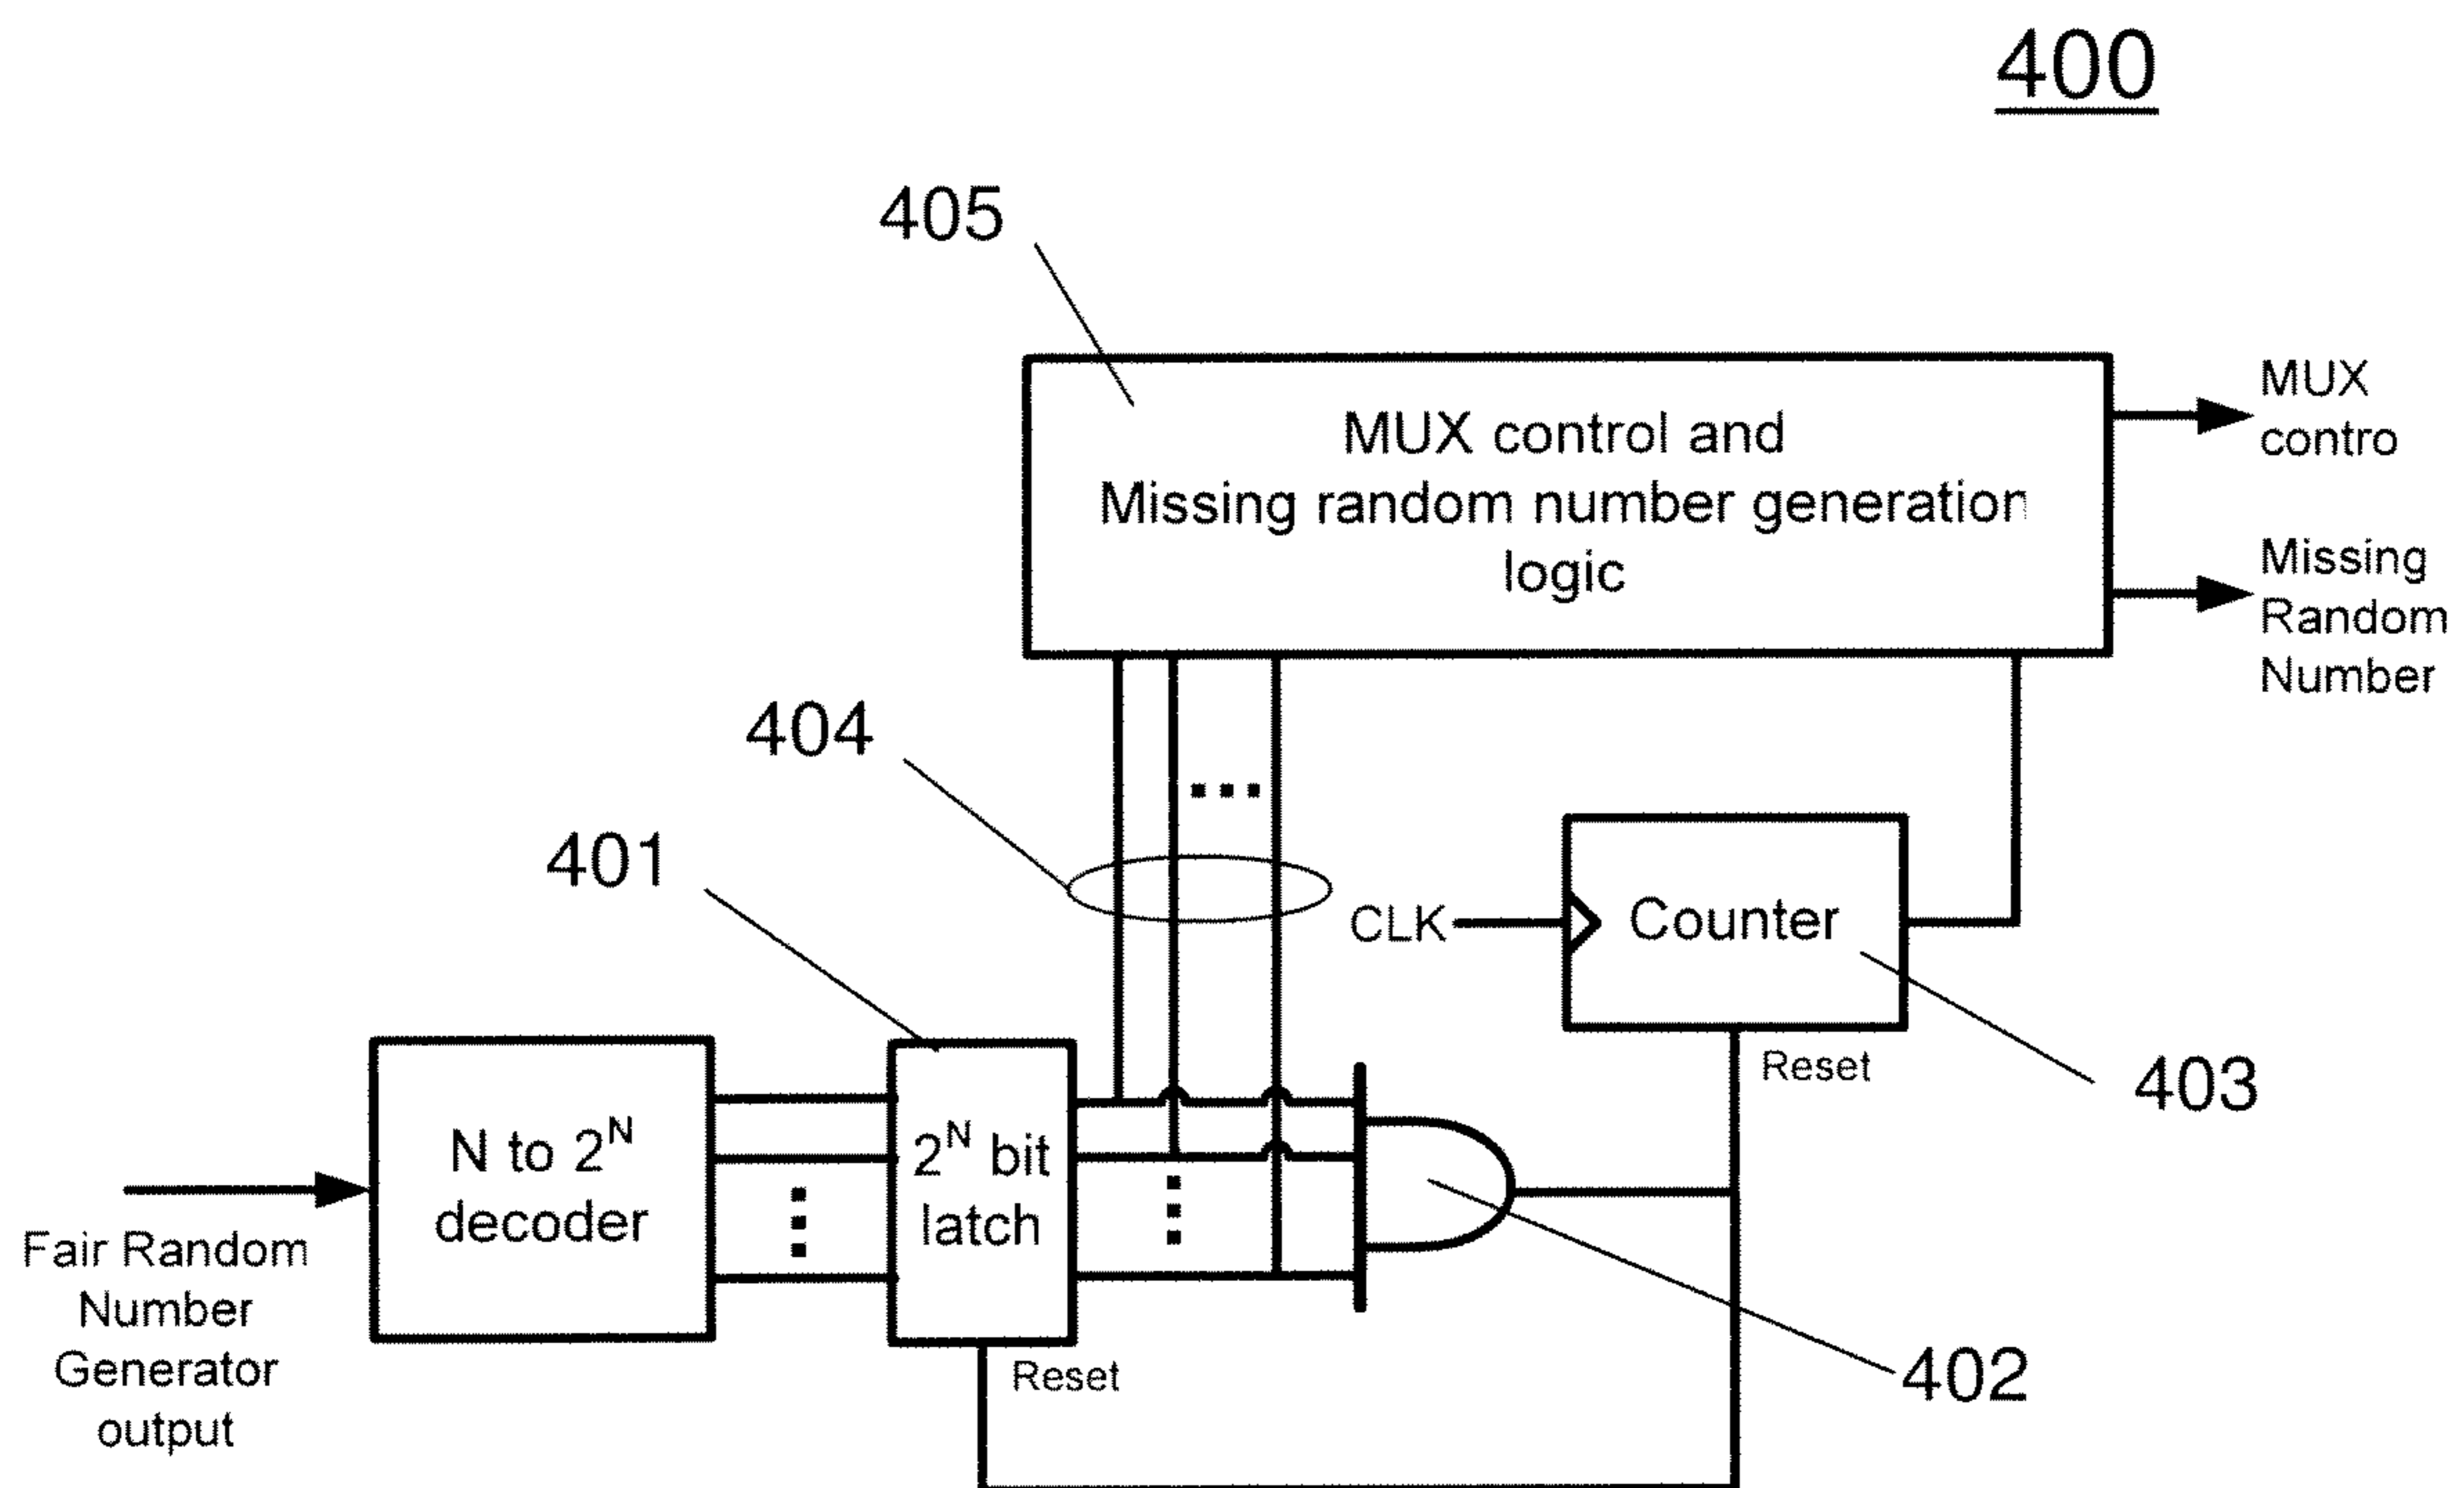 400
405
MUX control and
Missing random number generation
logic
MUX
contro
Missing
Random
Number
404
401
CLK
Counter
Reset
403
N to 2^N
decoder
2^N bit
latch
Fair Random
Number
Generator
output
Reset
402